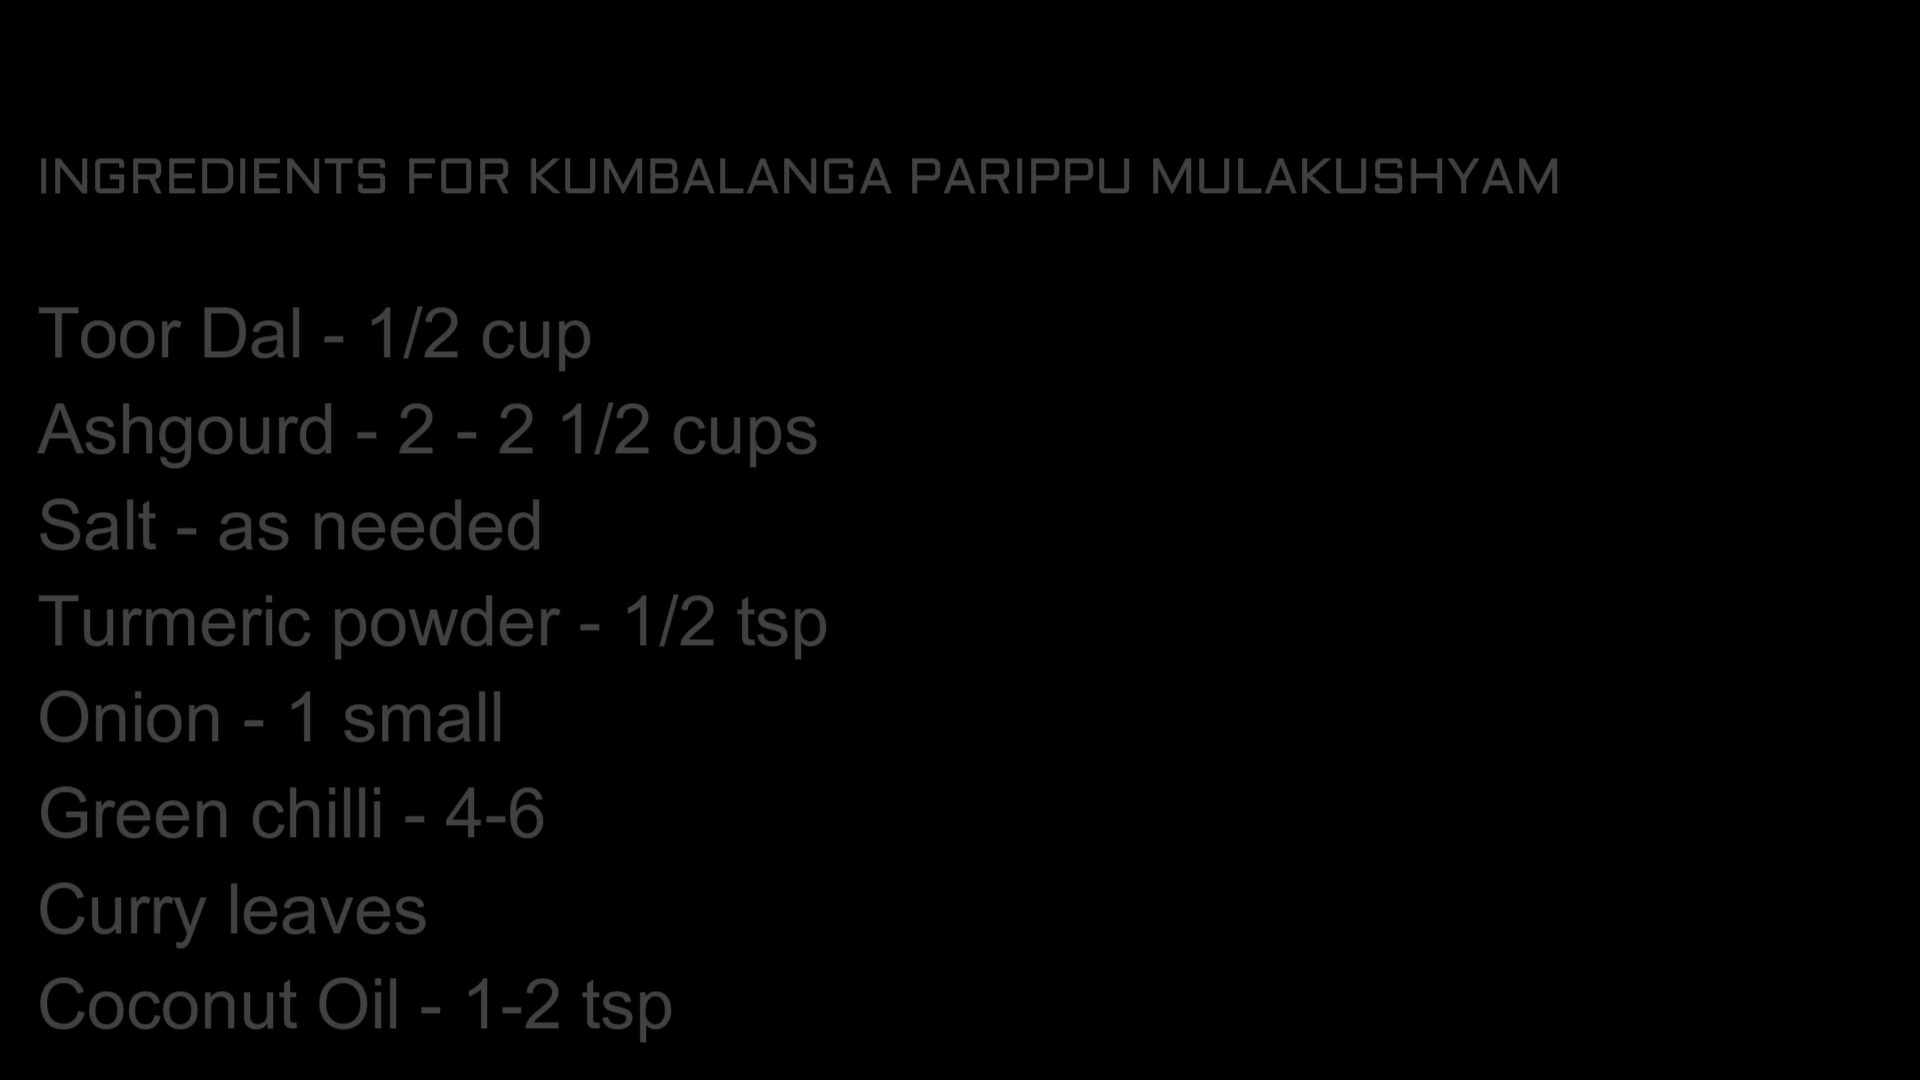 INGREDIENTS FOR KUMBALANGA PARIPPU MULAKUSHYAM
Toor Dal - 1/2 cup
Ashgourd - 2 - 2 1/2 cups
Salt - as needed
Turmeric powder - 1/2 tsp
Onion - 1 small
Green chilli - 4-6
Curry leaves
Coconut Oil - 1-2 tsp